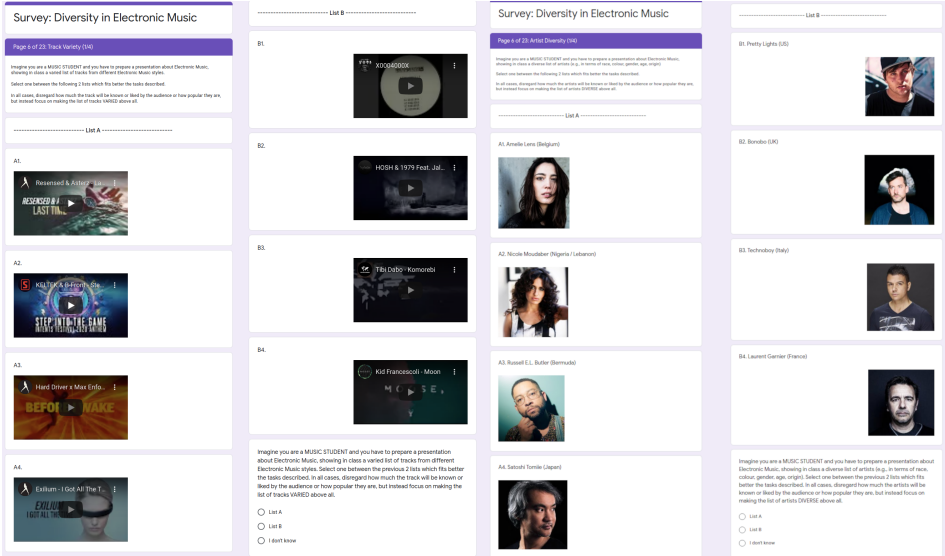 Survey: Diversity in Electronic Music
Page 6 of 23: Track Variety (1/4)
Imagine you are a MUSIC STUDENT and you have to prepare a presentation about Electronic Music,
showing in class a varied list of tracks from different Electronic Music styles.
Select one between the following 2 lists which fits better the tasks described.
In all cases, disregard how much the track will be known or liked by the audience or how popular they are,
but instead focus on making the list of tracks VARIED above all.
---------------------------- List A ----------------------------
A1.
Resensed & Asterz - La...
RESENSED &
LAST TIME
A2.
KELTEK & B-Front - Ste...
STEP INTO THE GAME
INTENTS FESTIVAL 2020 ANTHEM
A3.
Hard Driver x Max Enfo...
BEFO WAKE
A4.
Exilium - I Got All The T...
EXILIUM
I GOT ALL THE
---------------------------- List B ----------------------------
B1.
X0004000X
B2.
HOSH & 1979 Feat. Jal...
B3.
Tibi Dabo - Komorebi
B4.
Kid Francescoli - Moon
Imagine you are a MUSIC STUDENT and you have to prepare a presentation
about Electronic Music, showing in class a varied list of tracks from different
Electronic Music styles. Select one between the previous 2 lists which fits better
the tasks described. In all cases, disregard how much the track will be known or
liked by the audience or how popular they are, but instead focus on making the
list of tracks VARIED above all.
List A
List B
I don't know
Survey: Diversity in Electronic Music
Page 6 of 23: Artist Diversity (1/4)
Imagine you are a MUSIC STUDENT and you have to prepare a presentation about Electronic Music,
showing in class a diverse list of artists (e.g., in terms of race, colour, gender, age, origin).
Select one between the following 2 lists which fits better the tasks described.
In all cases, disregard how much the artists will be known or liked by the audience or how popular they are,
but instead focus on making the list of artists DIVERSE above all.
---------------------------- List A ----------------------------
A1. Amelie Lens (Belgium)
A2. Nicole Moudaber (Nigeria / Lebanon)
A3. Russell E.L. Butler (Bermuda)
A4. Satoshi Tomiie (Japan)
---------------------------- List B ----------------------------
B1. Pretty Lights (US)
B2. Bonobo (UK)
B3. Technoboy (Italy)
B4. Laurent Garnier (France)
Imagine you are a MUSIC STUDENT and you have to prepare a presentation about
Electronic Music, showing in class a diverse list of artists (e.g., in terms of race,
colour, gender, age, origin). Select one between the previous 2 lists which fits
better the tasks described. In all cases, disregard how much the artists will be
known or liked by the audience or how popular they are, but instead focus on
making the list of artists DIVERSE above all.
List A
List B
I don't know